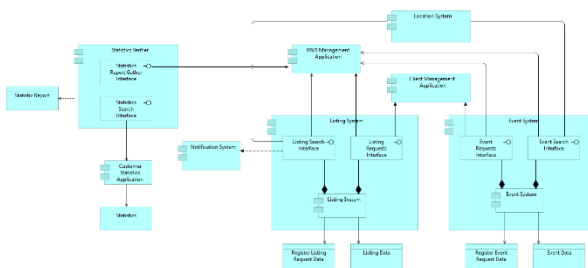 Location System
Statistics Verifier
R&D Management
Application
Statistics
Report Gather
Interface
Client Management
Application
Statistic Report
Statistics
Search
Interface
Listing System
Event System
Notification System
Listing Search
Interface
Listing
Requests
Interface
Event
Requests
Interface
Event Search
Interface
Customer
Statistics
Application
Listing System
Event System
Statistics
Register Listing
Request Data
Listing Data
Register Event
Request Data
Event Data